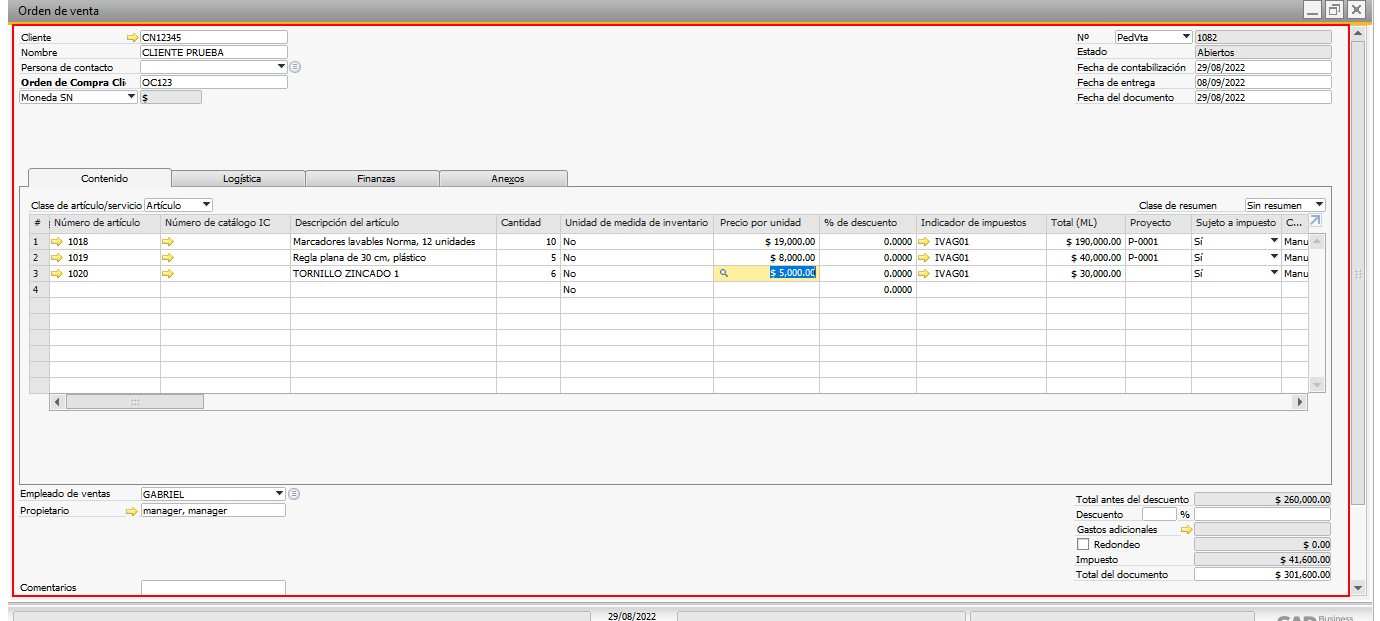 Orden de venta
Cliente CN12345
Nombre CLIENTE PRUEBA
Persona de contacto
Orden de Compra Cli OC123
Moneda SN $
Nº PedVta 1082
Estado Abiertos
Fecha de contabilización 29/08/2022
Fecha de entrega 08/09/2022
Fecha del documento 29/08/2022
Contenido Logística Finanzas Anexos
Clase de artículo/servicio Artículo Clase de resumen Sin resumen
# Número de artículo Número de catálogo IC Descripción del artículo Cantidad Unidad de medida de inventario Precio por unidad % de descuento Indicador de impuestos Total (ML) Proyecto Sujeto a impuesto C...
1 1018 Marcadores lavables Norma, 12 unidades 10 No $ 19,000.00 0.0000 IVAG01 $ 190,000.00 P-0001 Sí Manu
2 1019 Regla plana de 30 cm, plástico 5 No $ 8,000.00 0.0000 IVAG01 $ 40,000.00 P-0001 Sí Manu
3 1020 TORNILLO ZINCADO 1 6 No $ 5,000.00 0.0000 IVAG01 $ 30,000.00 Sí Manu
4 No 0.0000
Empleado de ventas GABRIEL
Propietario manager, manager
Total antes del descuento $ 260,000.00
Descuento %
Gastos adicionales
Redondeo $ 0.00
Impuesto $ 41,600.00
Total del documento $ 301,600.00
Comentarios
29/08/2022
SAP Business